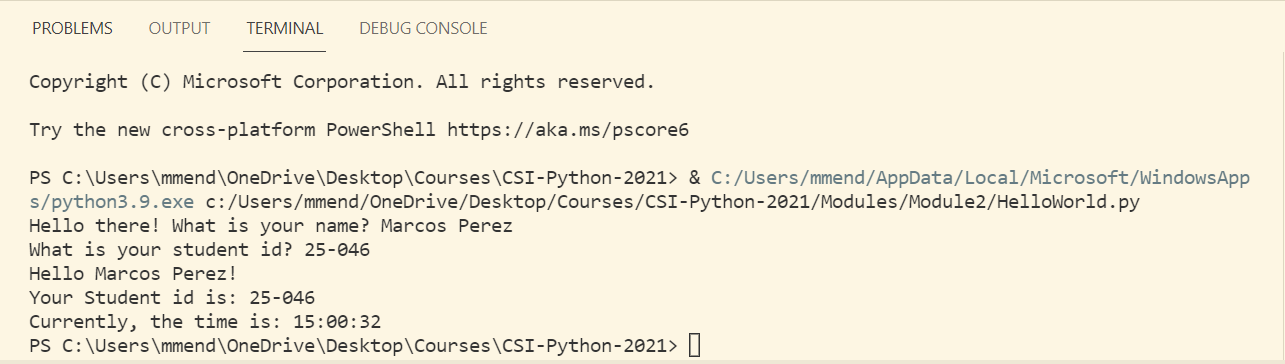 PROBLEMS OUTPUT TERMINAL DEBUG CONSOLE
Copyright (C) Microsoft Corporation. All rights reserved.
Try the new cross-platform PowerShell https://aka.ms/pscore6
PS C:\Users\mmend\OneDrive\Desktop\Courses\CSI-Python-2021> & C:/Users/mmend/AppData/Local/Microsoft/WindowsApp
s/python3.9.exe c:/Users/mmend/OneDrive/Desktop/Courses/CSI-Python-2021/Modules/Module2/HelloWorld.py
Hello there! What is your name? Marcos Perez
What is your student id? 25-046
Hello Marcos Perez!
Your Student id is: 25-046
Currently, the time is: 15:00:32
PS C:\Users\mmend\OneDrive\Desktop\Courses\CSI-Python-2021>